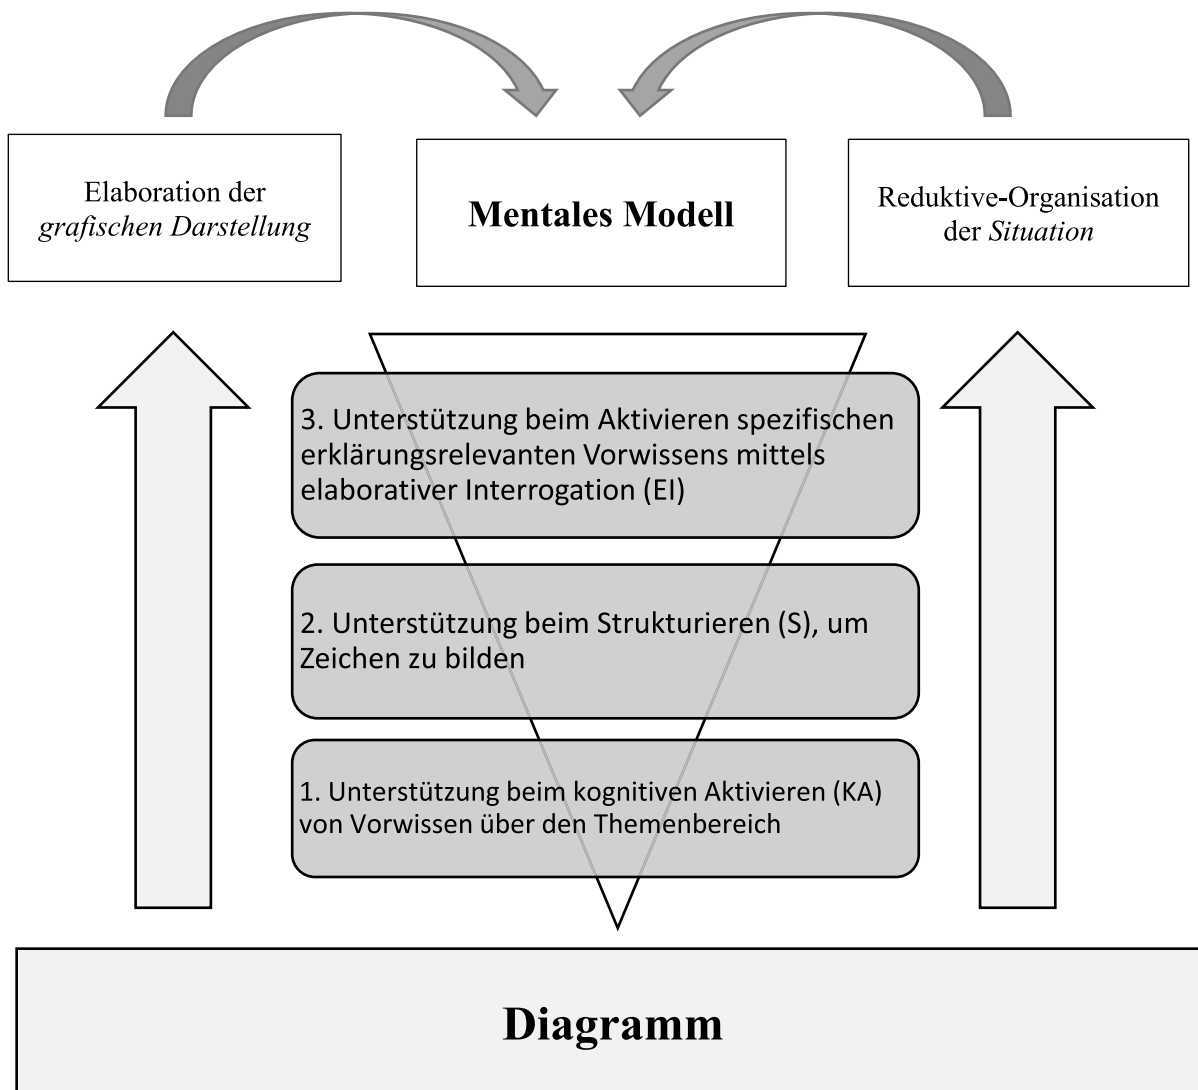 Elaboration der
grafischen Darstellung
Mentales Modell
Reduktive-Organisation
der Situation
3. Unterstützung beim Aktivieren spezifischen
erklärungsrelevanten Vorwissens mittels
elaborativer Interrogation (EI)
2. Unterstützung beim Strukturieren (S), um
Zeichen zu bilden
1. Unterstützung beim kognitiven Aktivieren (KA)
von Vorwissen über den Themenbereich
Diagramm